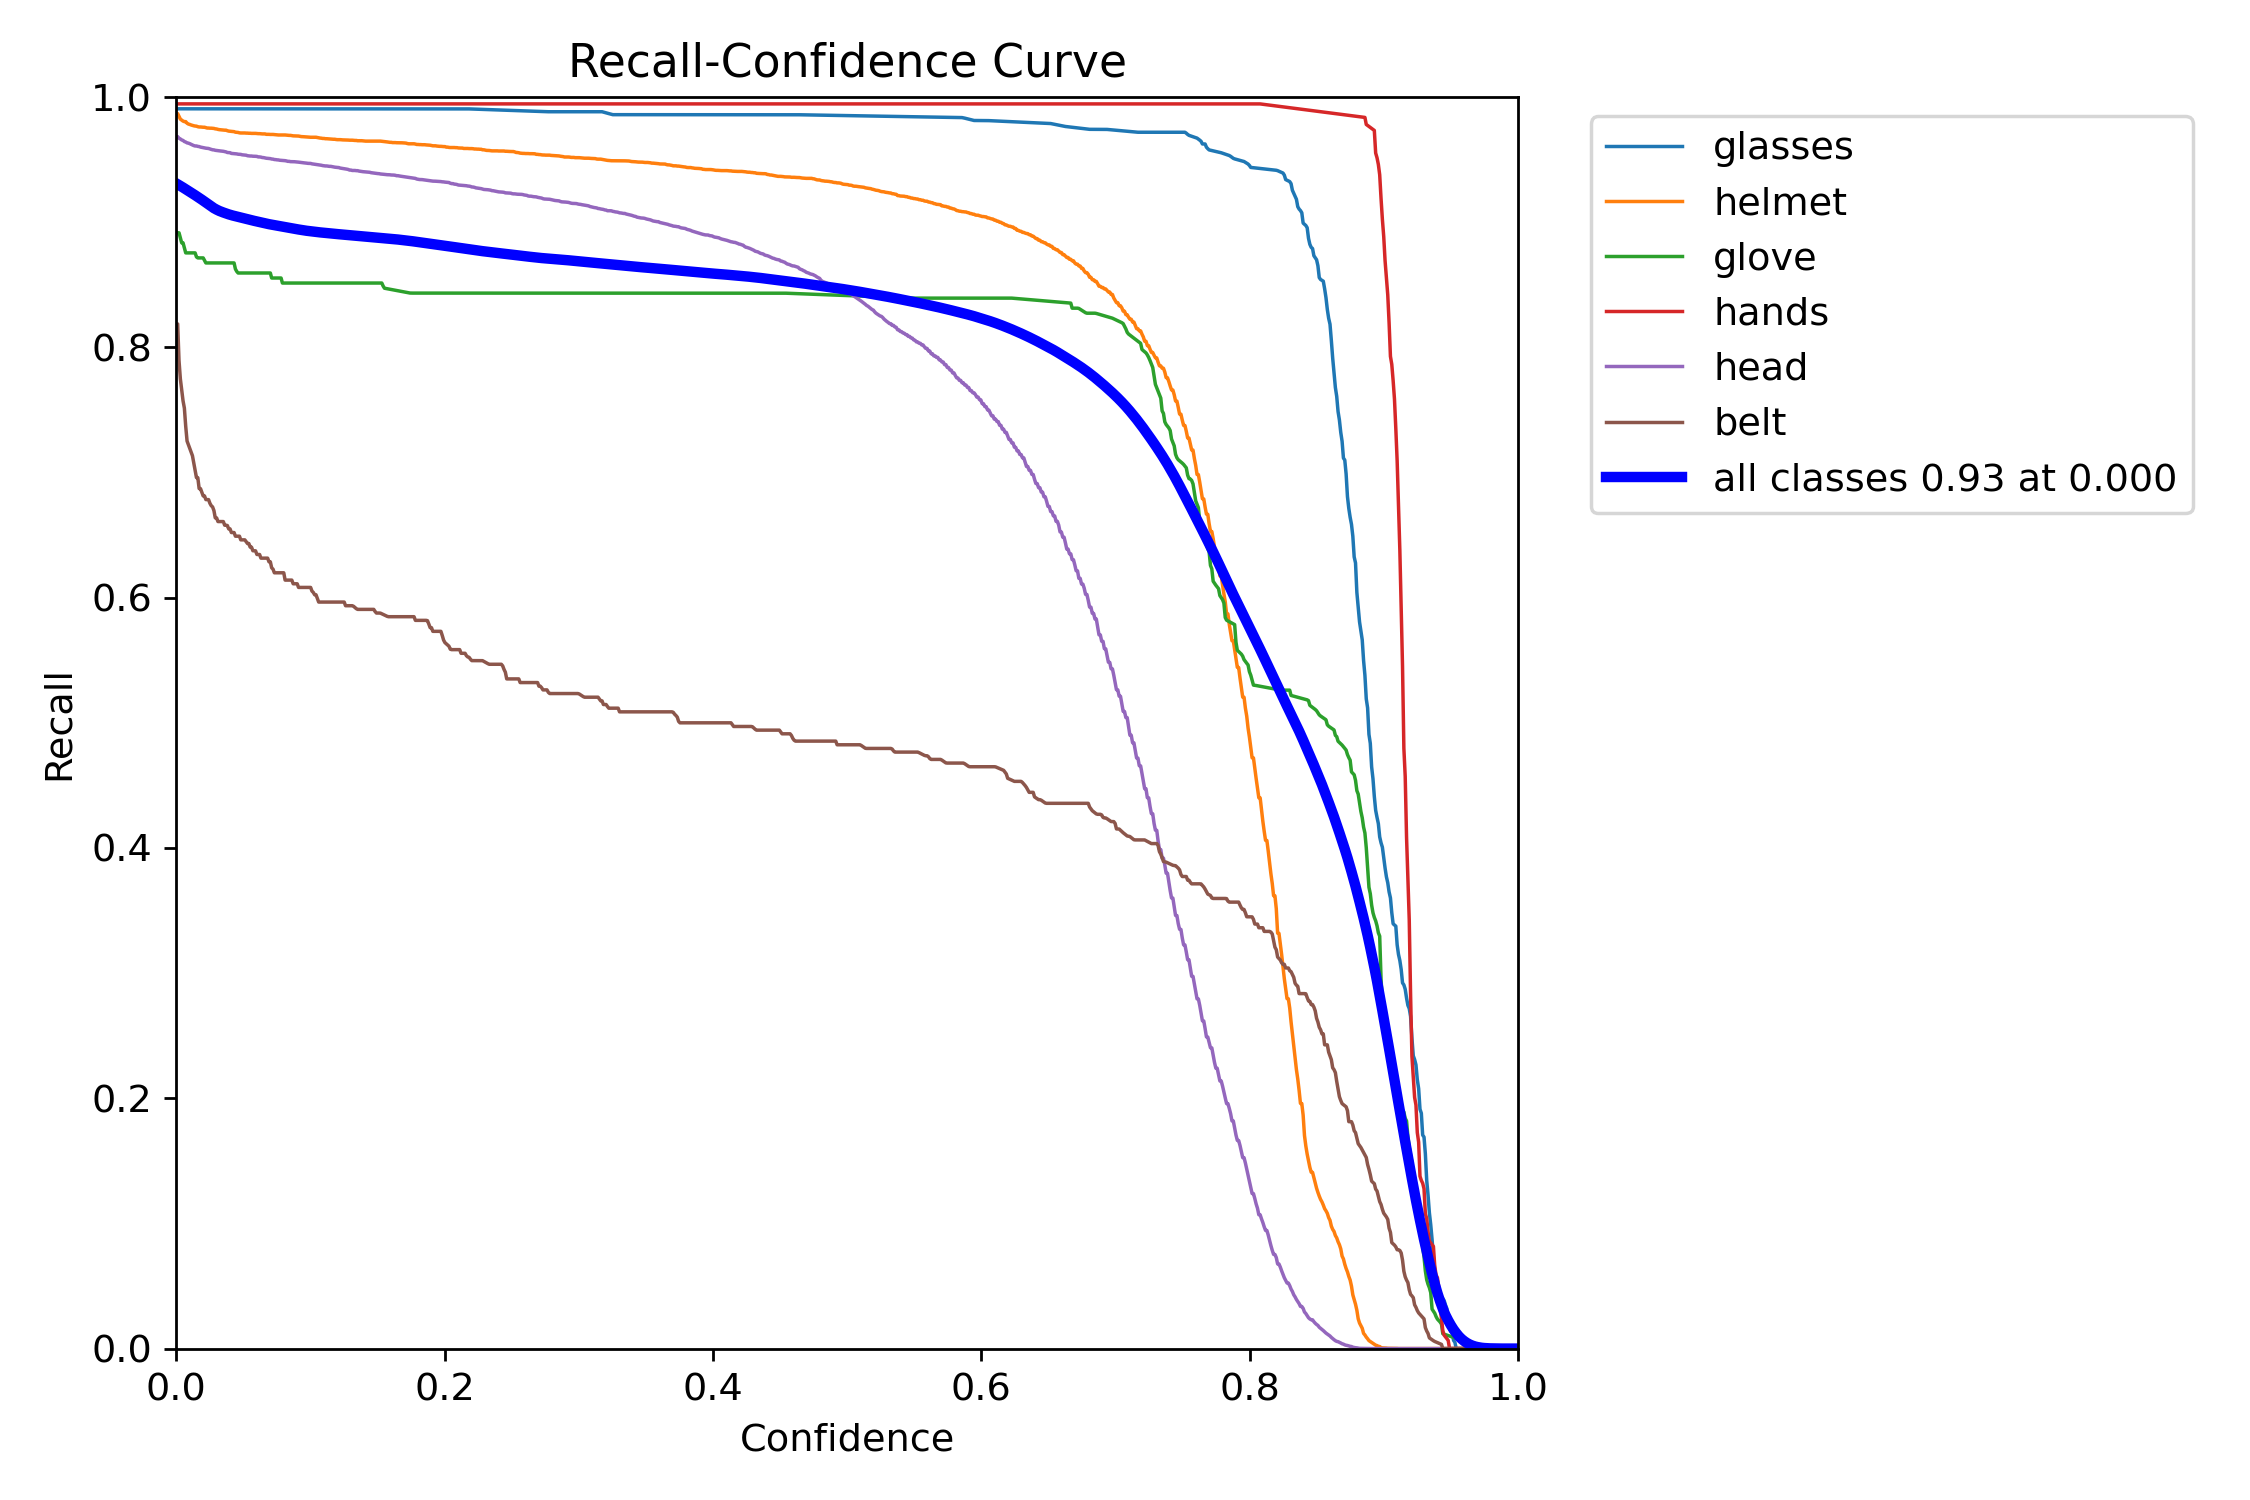 Recall-Confidence Curve
1.0
0.8
0.6
0.4
0.2
0.0
Recall
0.0 0.2 0.4 0.6 0.8 1.0
Confidence
glasses
helmet
glove
hands
head
belt
all classes 0.93 at 0.000